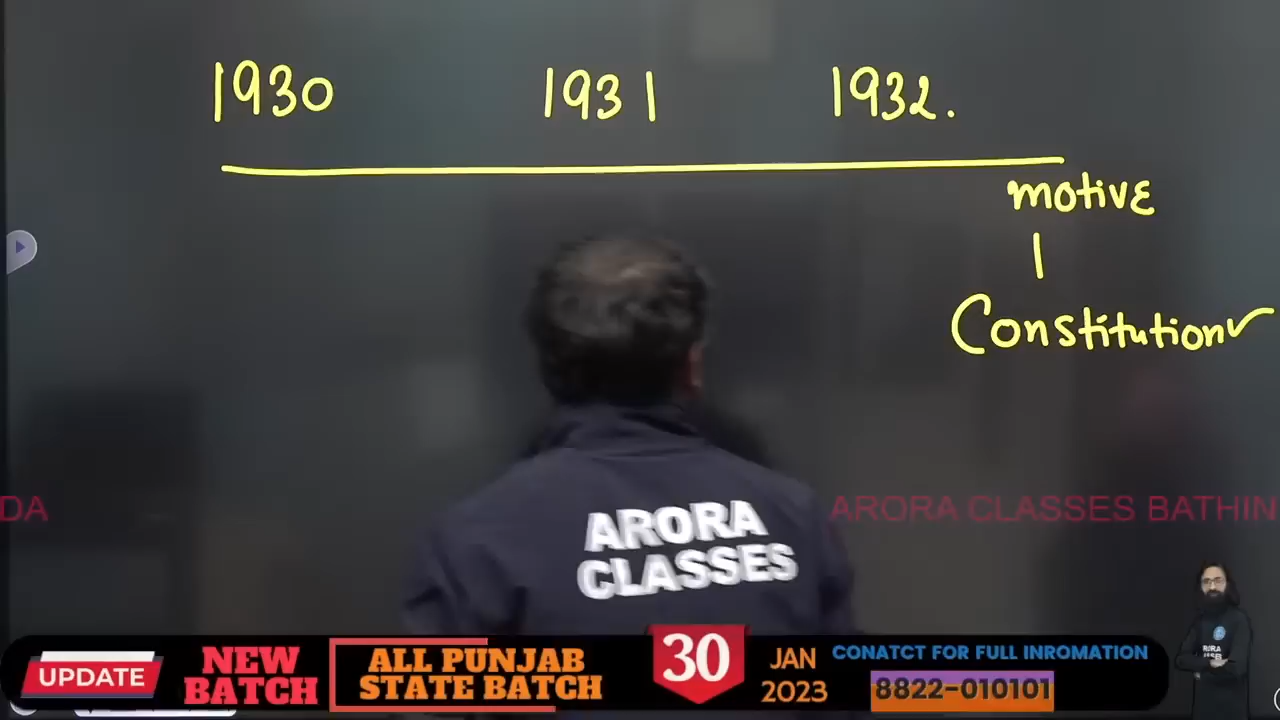 1930 1931 1932.
motive
Constitution
DA
ARORA CLASSES BATHIN
ARORA
CLASSES
UPDATE
NEW
BATCH
ALL PUNJAB
STATE BATCH
30
JAN
2023
CONATCT FOR FULL INROMATION
8822-010101